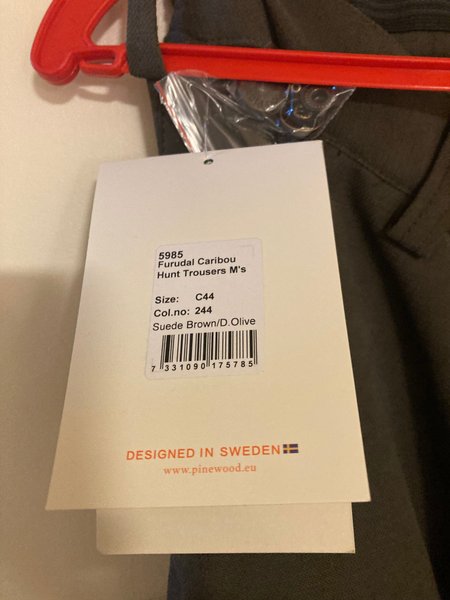 5985
Furudal Caribou
Hunt Trousers M's
Size: C44
Col.no: 244
Suede Brown/D.Olive
7 331090 175785
DESIGNED IN SWEDEN
www.pinewood.eu